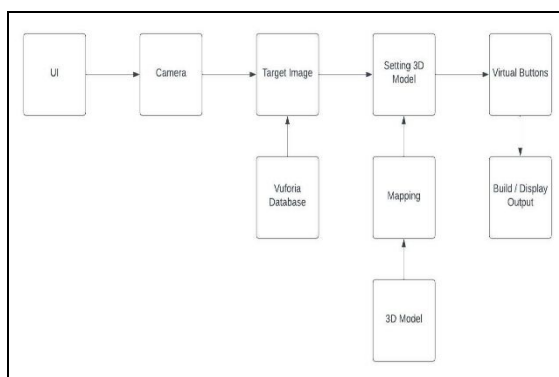 UI
Camera
Target Image
Setting 3D
Model
Virtual Buttons
Vuforia
Database
Mapping
Build / Display
Output
3D Model